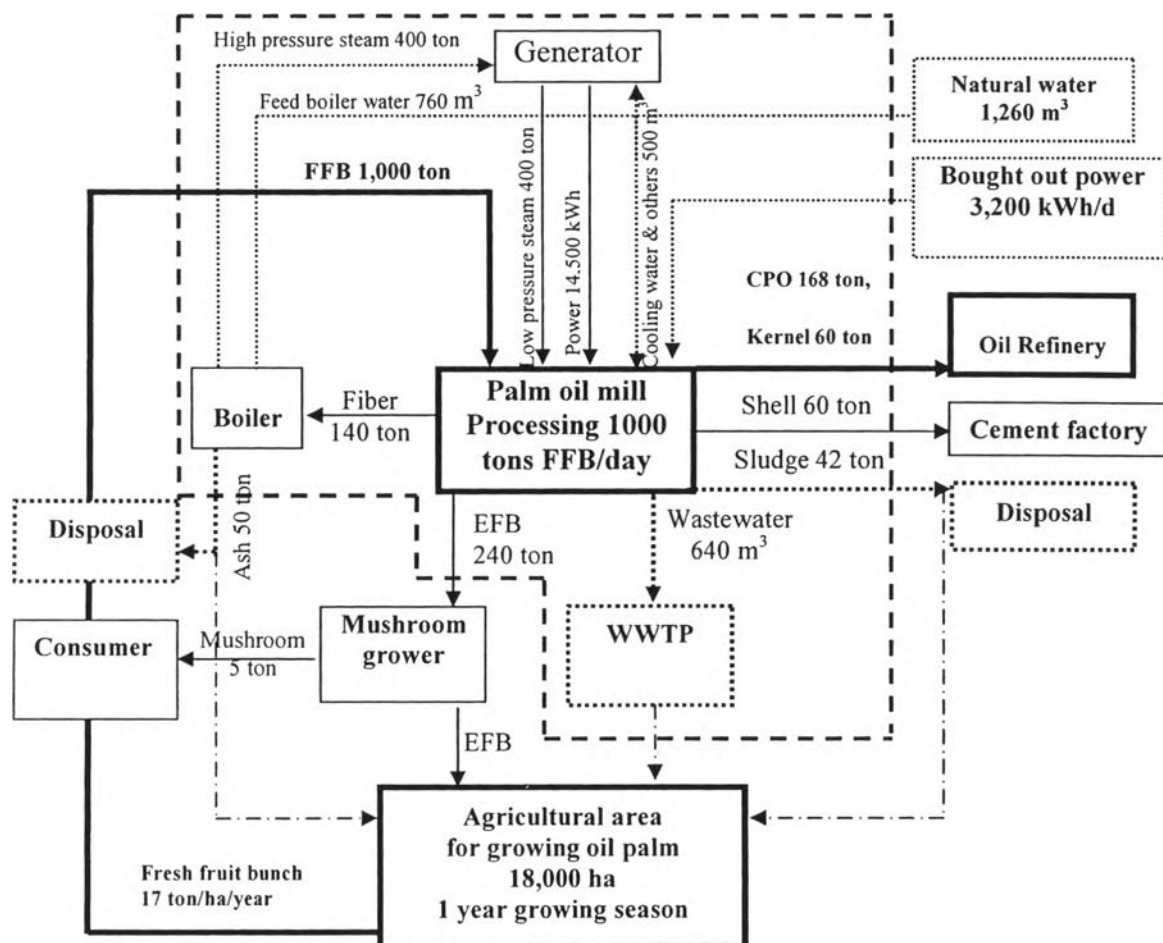 High pressure steam 400 ton
Generator
Feed boiler water 760 m³
Natural water
1,260 m³
FFB 1,000 ton
Bought out power
3,200 kWh/d
Low pressure steam 400 ton
Power 14.500 kWh
Cooling water & others 500 m³
CPO 168 ton,
Kernel 60 ton
Oil Refinery
Boiler
Fiber
140 ton
Palm oil mill
Processing 1000
tons FFB/day
Shell 60 ton
Cement factory
Sludge 42 ton
Disposal
Ash 50 ton
EFB
240 ton
Wastewater
640 m³
Disposal
Consumer
Mushroom
5 ton
Mushroom
grower
WWTP
EFB
Agricultural area
for growing oil palm
18,000 ha
1 year growing season
Fresh fruit bunch
17 ton/ha/year